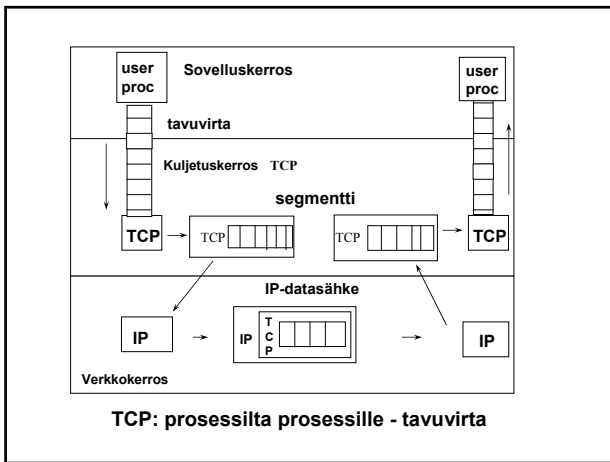 user
proc
Sovelluskerros
user
proc
tavuvirta
Kuljetuskerros TCP
segmentti
TCP
TCP
TCP
TCP
IP-datasähke
IP
IP
T
C
P
IP
Verkkokerros
TCP: prosessilta prosessille - tavuvirta